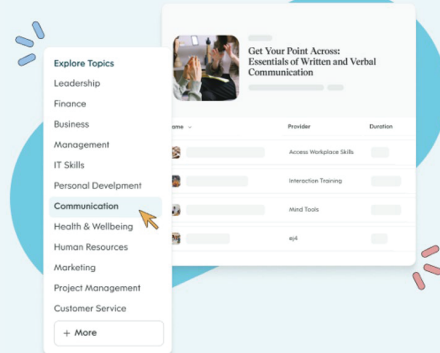 Explore Topics
Leadership
Finance
Business
Management
IT Skills
Personal Develpment
Communication
Health & Wellbeing
Human Resources
Marketing
Project Management
Customer Service
+ More
Get Your Point Across:
Essentials of Written and Verbal
Communication
ame Provider Duration
Access Workplace Skills
Interaction Training
Mind Tools
ej4